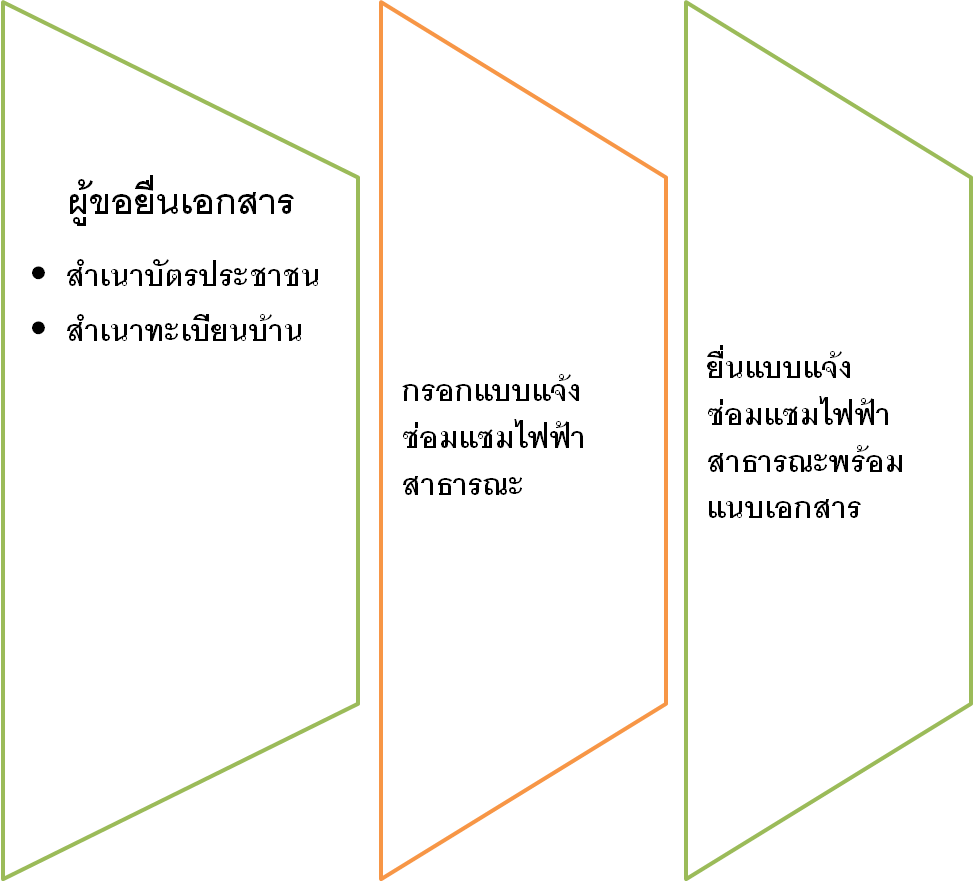 ผู้ขอยื่นเอกสาร
• สำเนาบัตรประชาชน
• สำเนาทะเบียนบ้าน
กรอกแบบแจ้ง
ซ่อมแซมไฟฟ้า
สาธารณะ
ยื่นแบบแจ้ง
ซ่อมแซมไฟฟ้า
สาธารณะพร้อม
แนบเอกสาร